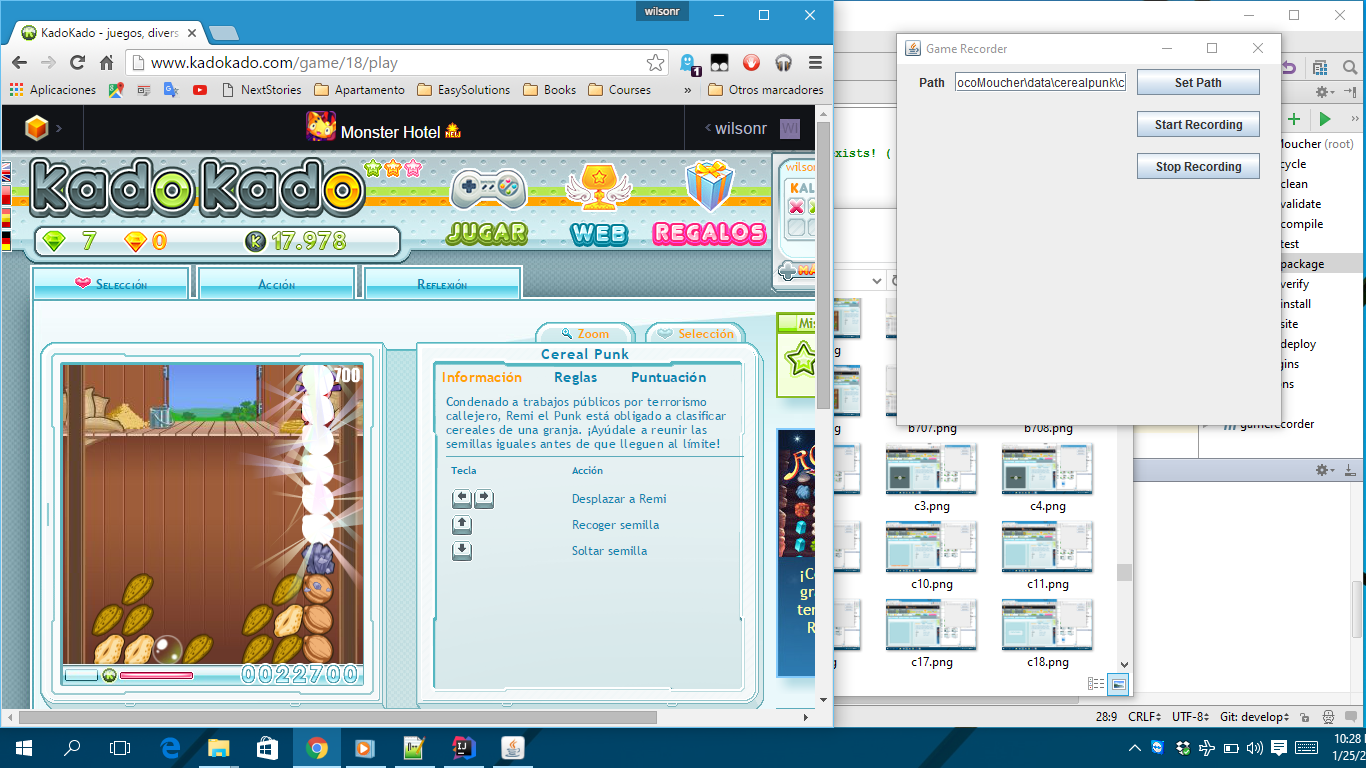 wilsonr
KadoKado - juegos, divers
www.kadokado.com/game/18/play
1
Aplicaciones
NextStories
Apartamento
EasySolutions
Books
Courses
»
Otros marcadores
Monster Hotel NEW
wilsonr
WI
KadoKado
JUGAR
WEB
REGALOS
7
0
K 17.978
wilson
KAL
Selección
Acción
Reflexión
Zoom
Selección
Mis
Cereal Punk
Información
Reglas
Puntuación
Condenado a trabajos públicos por terrorismo
callejero, Remi el Punk está obligado a clasificar
cereales de una granja. ¡Ayúdale a reunir las
semillas iguales antes de que lleguen al límite!
Tecla
Acción
Desplazar a Remi
Recoger semilla
Soltar semilla
700
0022700
Game Recorder
Path
ocoMoucher\data\cerealpunk\c
Set Path
Start Recording
Stop Recording
xists! (
Moucher (root)
cycle
clean
validate
compile
test
package
verify
install
site
deploy
gins
ns
gamerecorder
b707.png
b708.png
c3.png
c4.png
c10.png
c11.png
c17.png
c18.png
28:9
CRLF
UTF-8
Git: develop
10:28
1/25/2